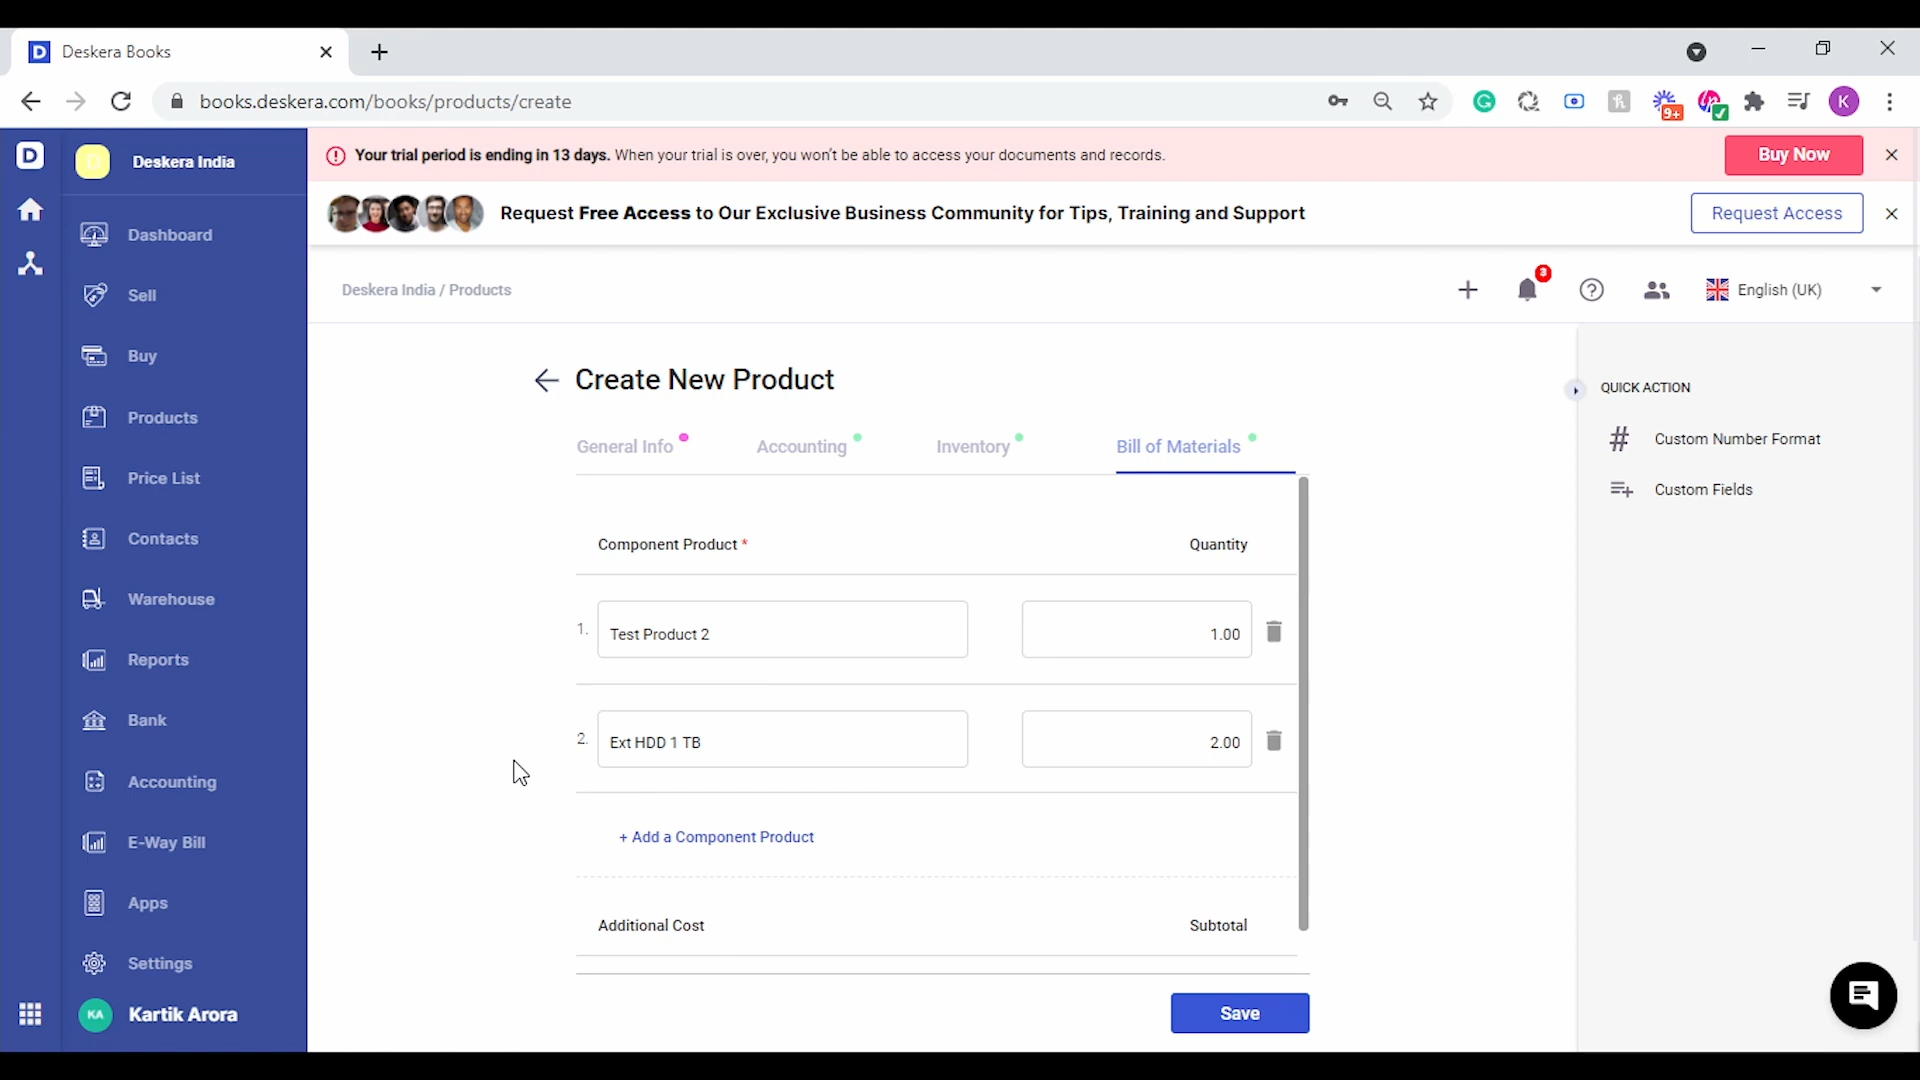 D Deskera Books
books.deskera.com/books/products/create
9+
K
D
D Deskera India
Your trial period is ending in 13 days. When your trial is over, you won't be able to access your documents and records.
Buy Now
Request Free Access to Our Exclusive Business Community for Tips, Training and Support
Request Access
Deskera India / Products
3
English (UK)
Dashboard
Sell
Buy
Products
Price List
Contacts
Warehouse
Reports
Bank
Accounting
E-Way Bill
Apps
Settings
KA Kartik Arora
Create New Product
General Info
Accounting
Inventory
Bill of Materials
Component Product *
Quantity
1. Test Product 2
1.00
2. Ext HDD 1 TB
2.00
+ Add a Component Product
Additional Cost
Subtotal
Save
QUICK ACTION
# Custom Number Format
Custom Fields